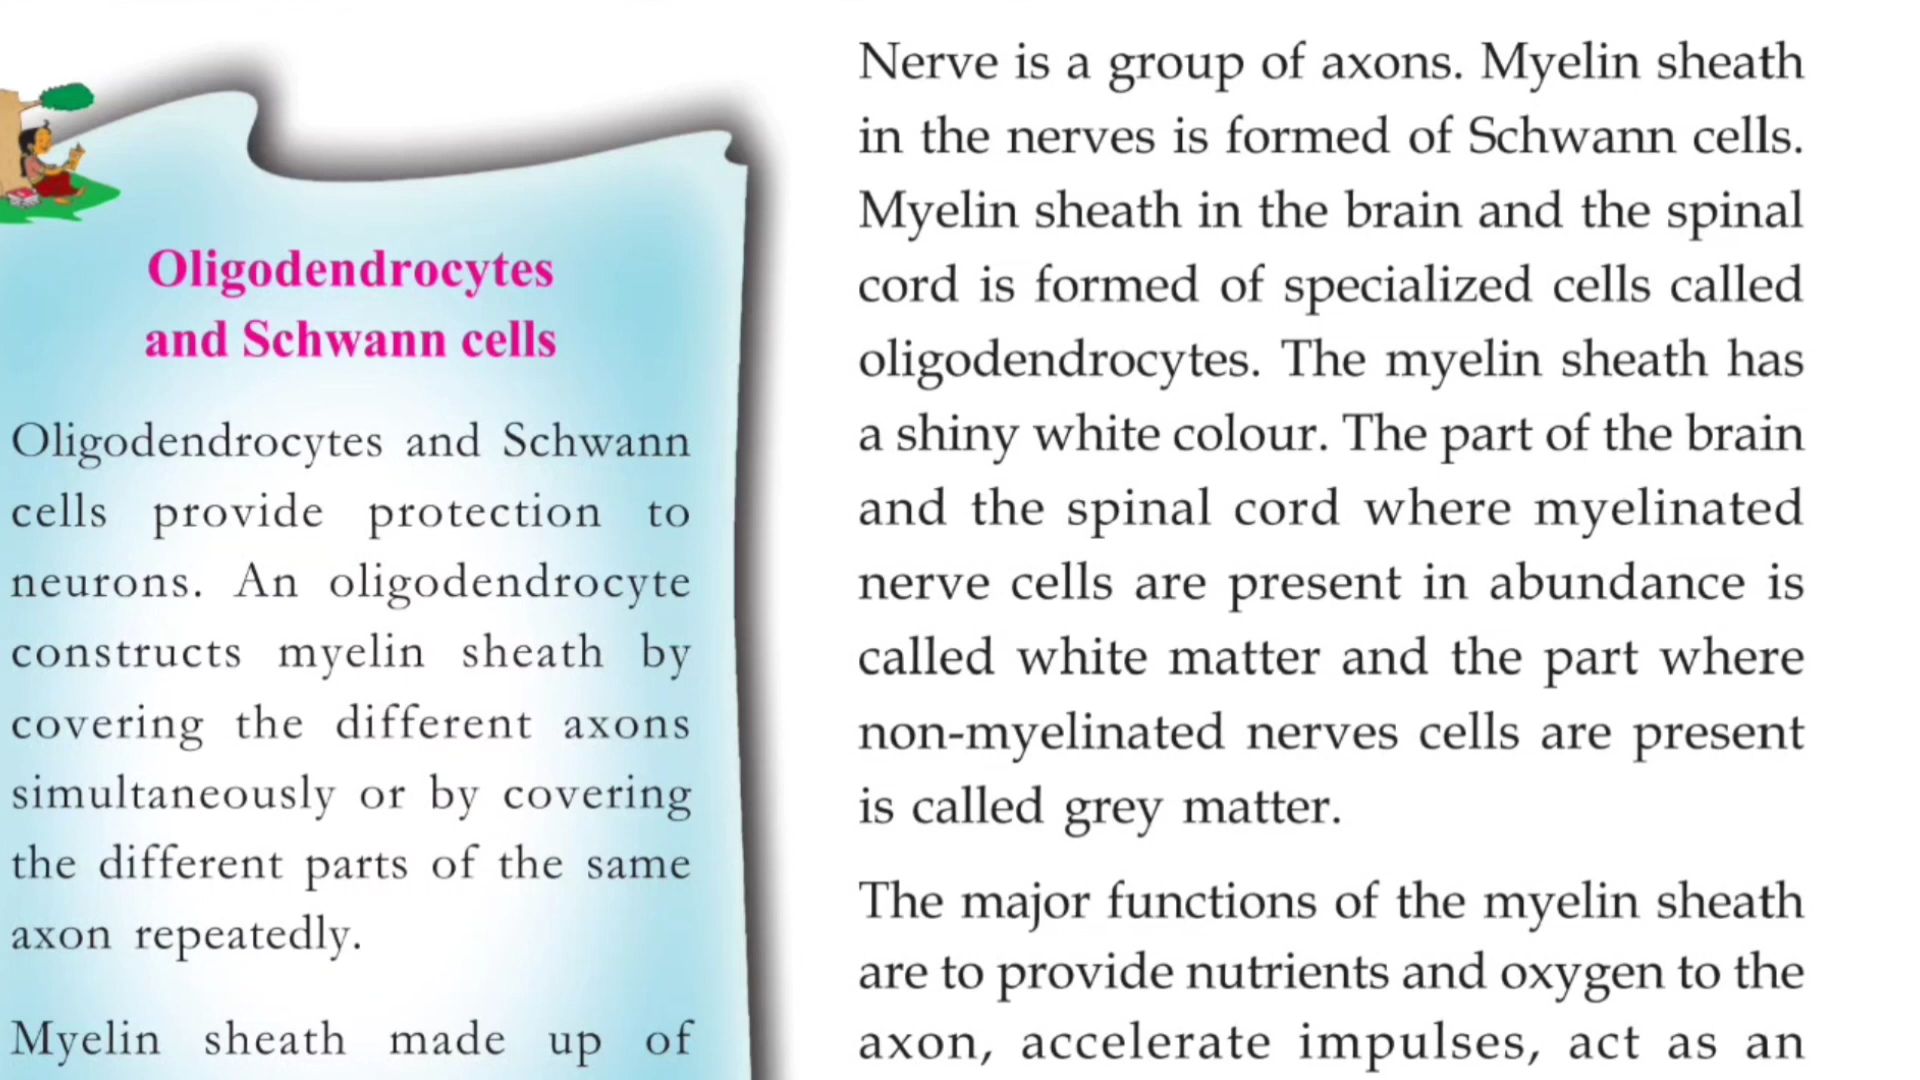 Oligodendrocytes
and Schwann cells
Oligodendrocytes and Schwann
cells provide protection to
neurons. An oligodendrocyte
constructs myelin sheath by
covering the different axons
simultaneously or by covering
the different parts of the same
axon repeatedly.
Myelin sheath made up of
Nerve is a group of axons. Myelin sheath
in the nerves is formed of Schwann cells.
Myelin sheath in the brain and the spinal
cord is formed of specialized cells called
oligodendrocytes. The myelin sheath has
a shiny white colour. The part of the brain
and the spinal cord where myelinated
nerve cells are present in abundance is
called white matter and the part where
non-myelinated nerves cells are present
is called grey matter.
The major functions of the myelin sheath
are to provide nutrients and oxygen to the
axon, accelerate impulses, act as an